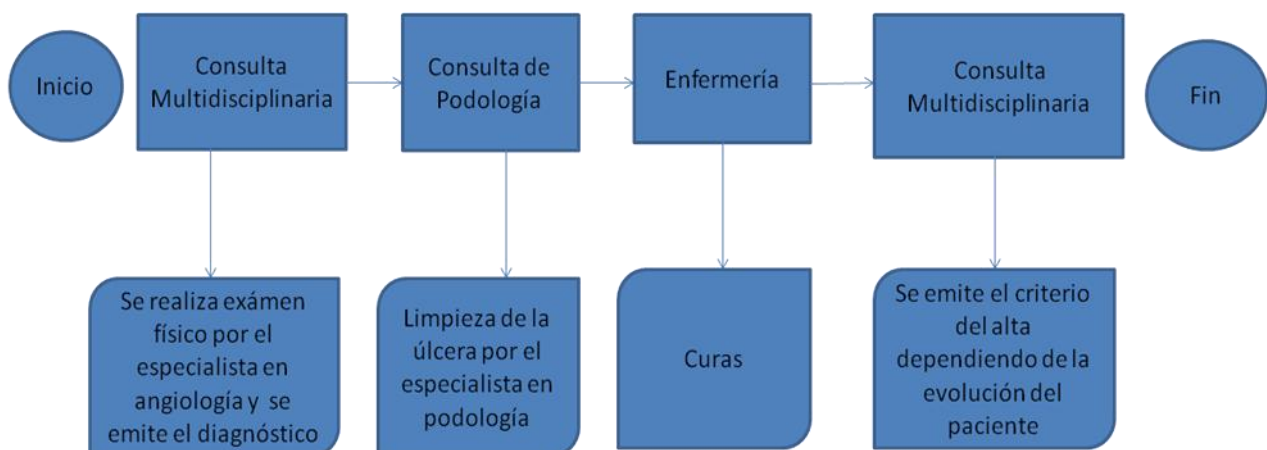 Inicio
Consulta
Multidisciplinaria
Consulta de
Podología
Enfermería
Consulta
Multidisciplinaria
Fin
Se realiza exámen
físico por el
especialista en
angiología y se
emite el diagnóstico
Limpieza de la
úlcera por el
especialista en
podología
Curas
Se emite el criterio
del alta
dependiendo de la
evolución del
paciente